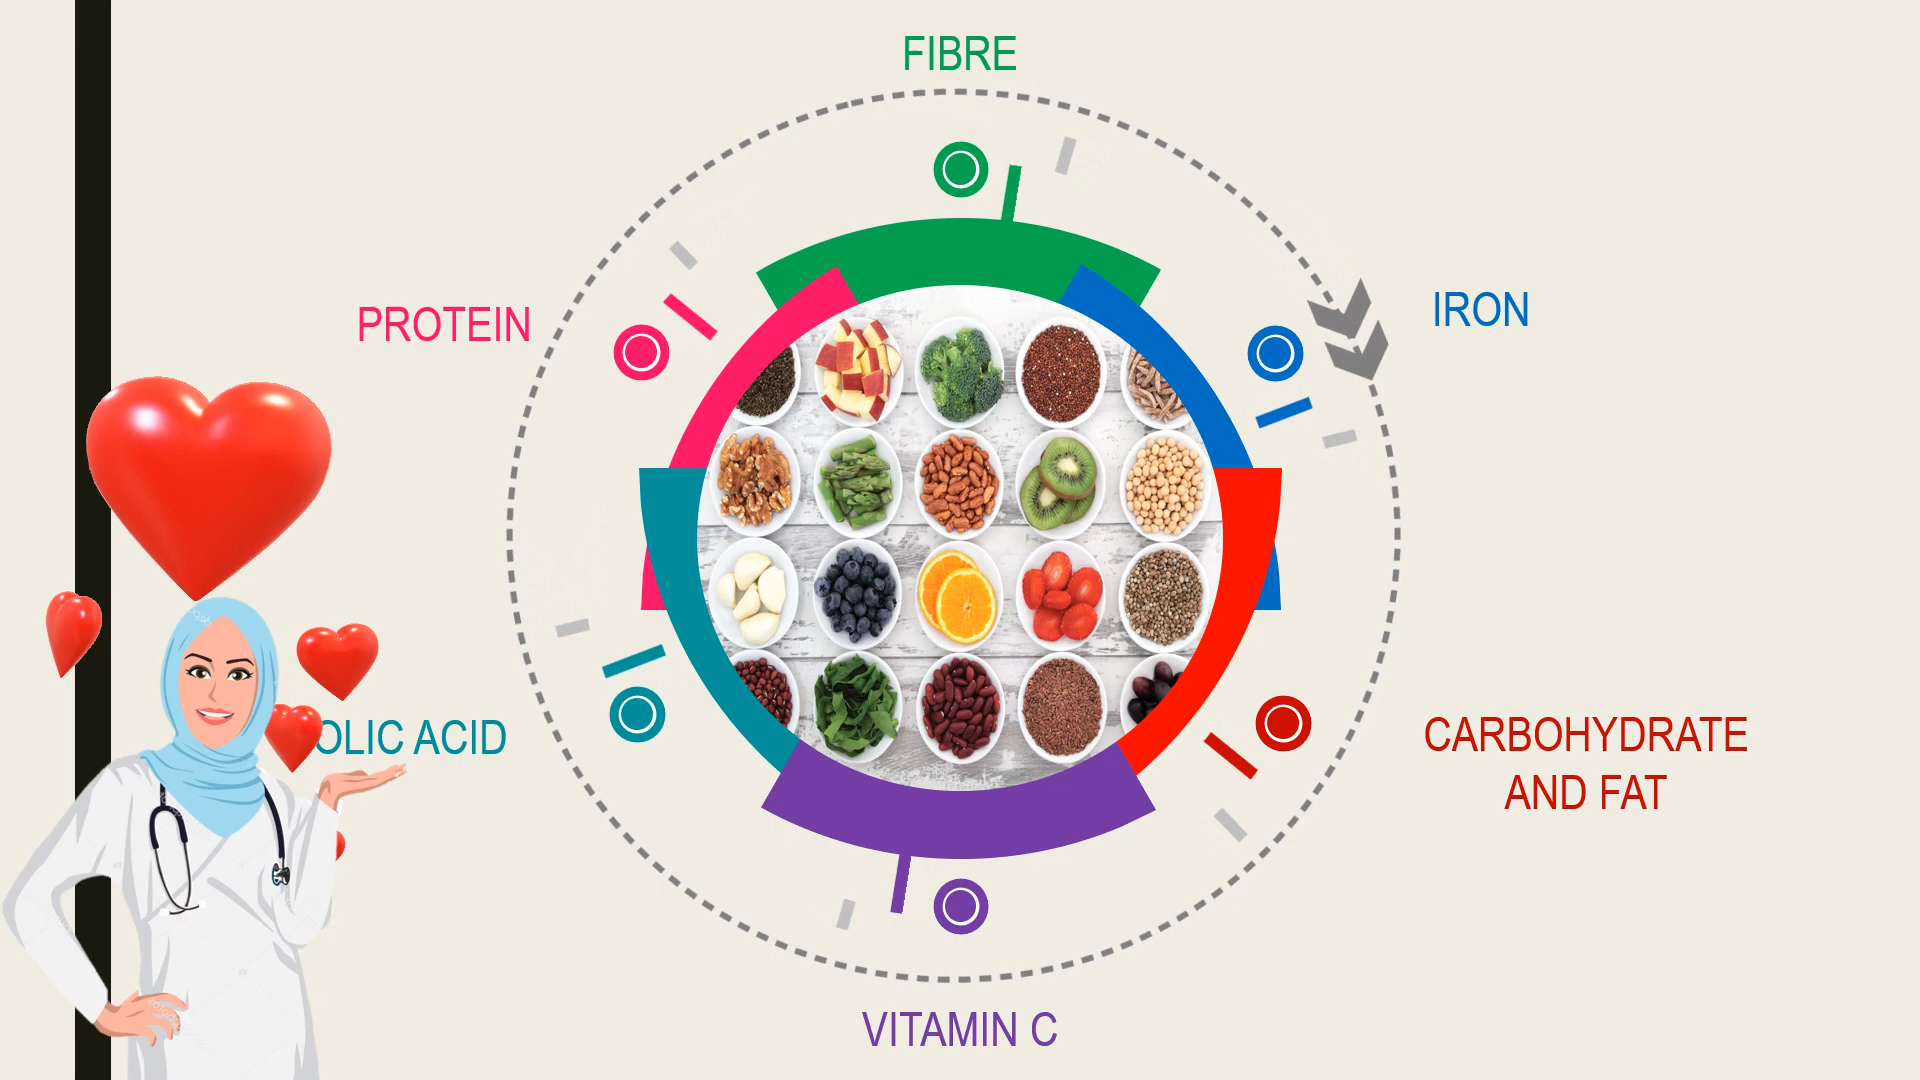 FIBRE
PROTEIN
IRON
OLIC ACID
CARBOHYDRATE
AND FAT
VITAMIN C